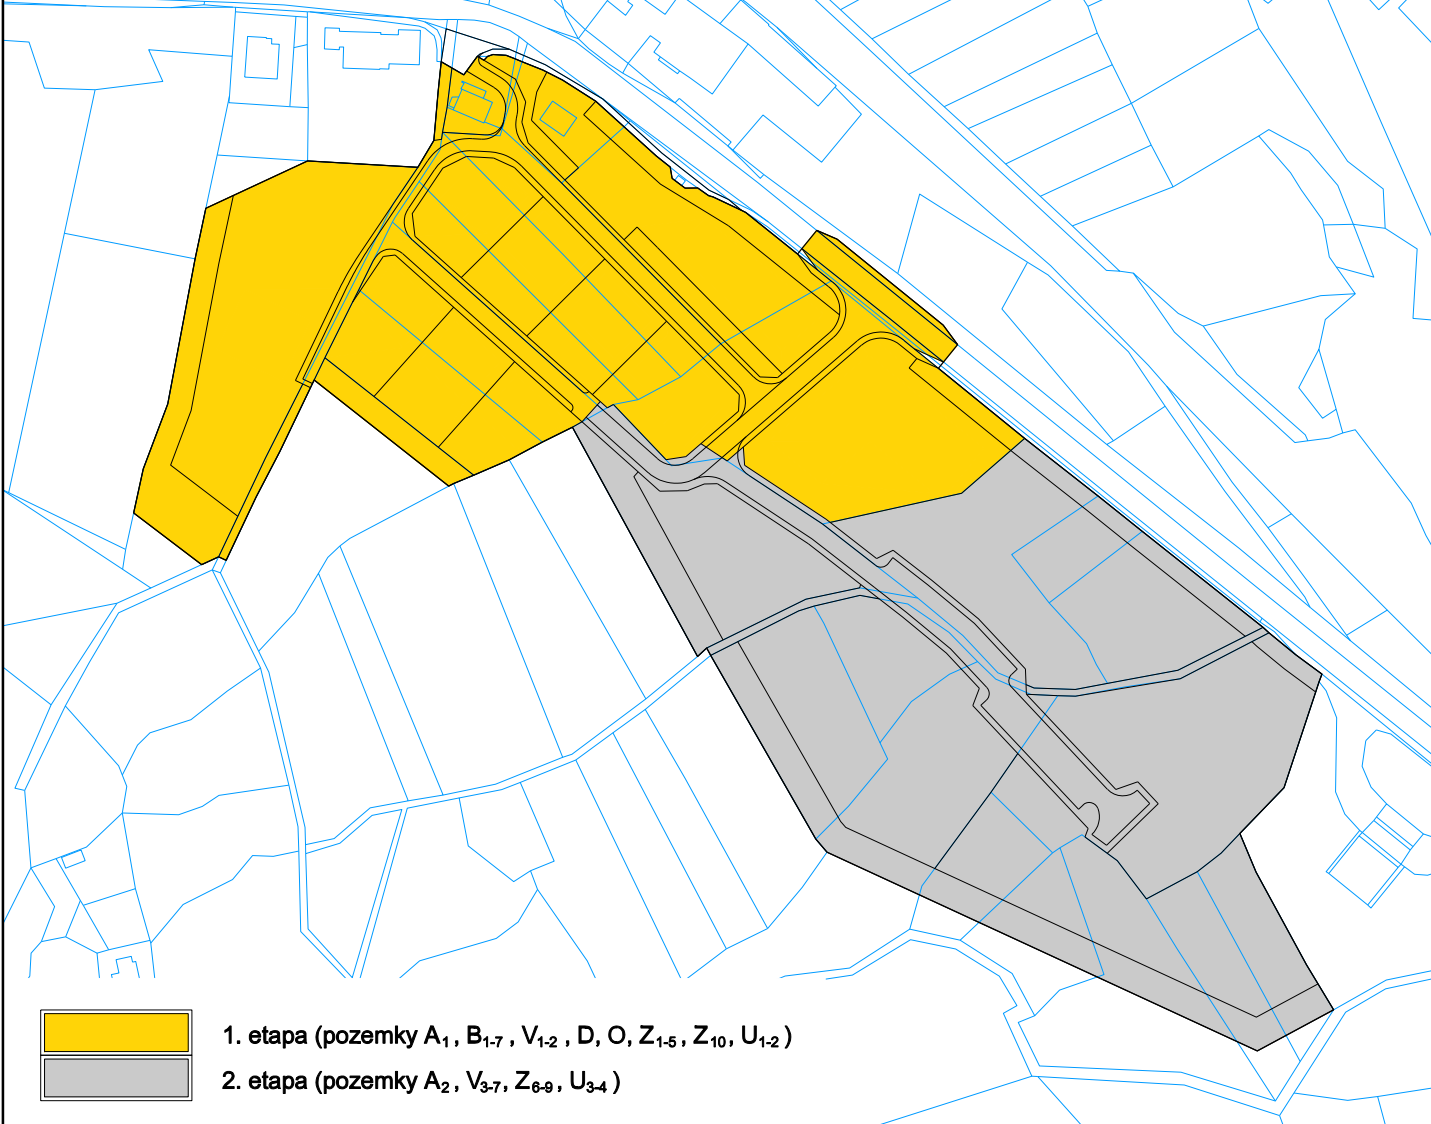 1. etapa (pozemky A₁ , B₁₋₇ , V₁₋₂ , D, O, Z₁₋₅ , Z₁₀, U₁₋₂ )
2. etapa (pozemky A₂ , V₃₋₇, Z₆₋₉ , U₃₋₄ )